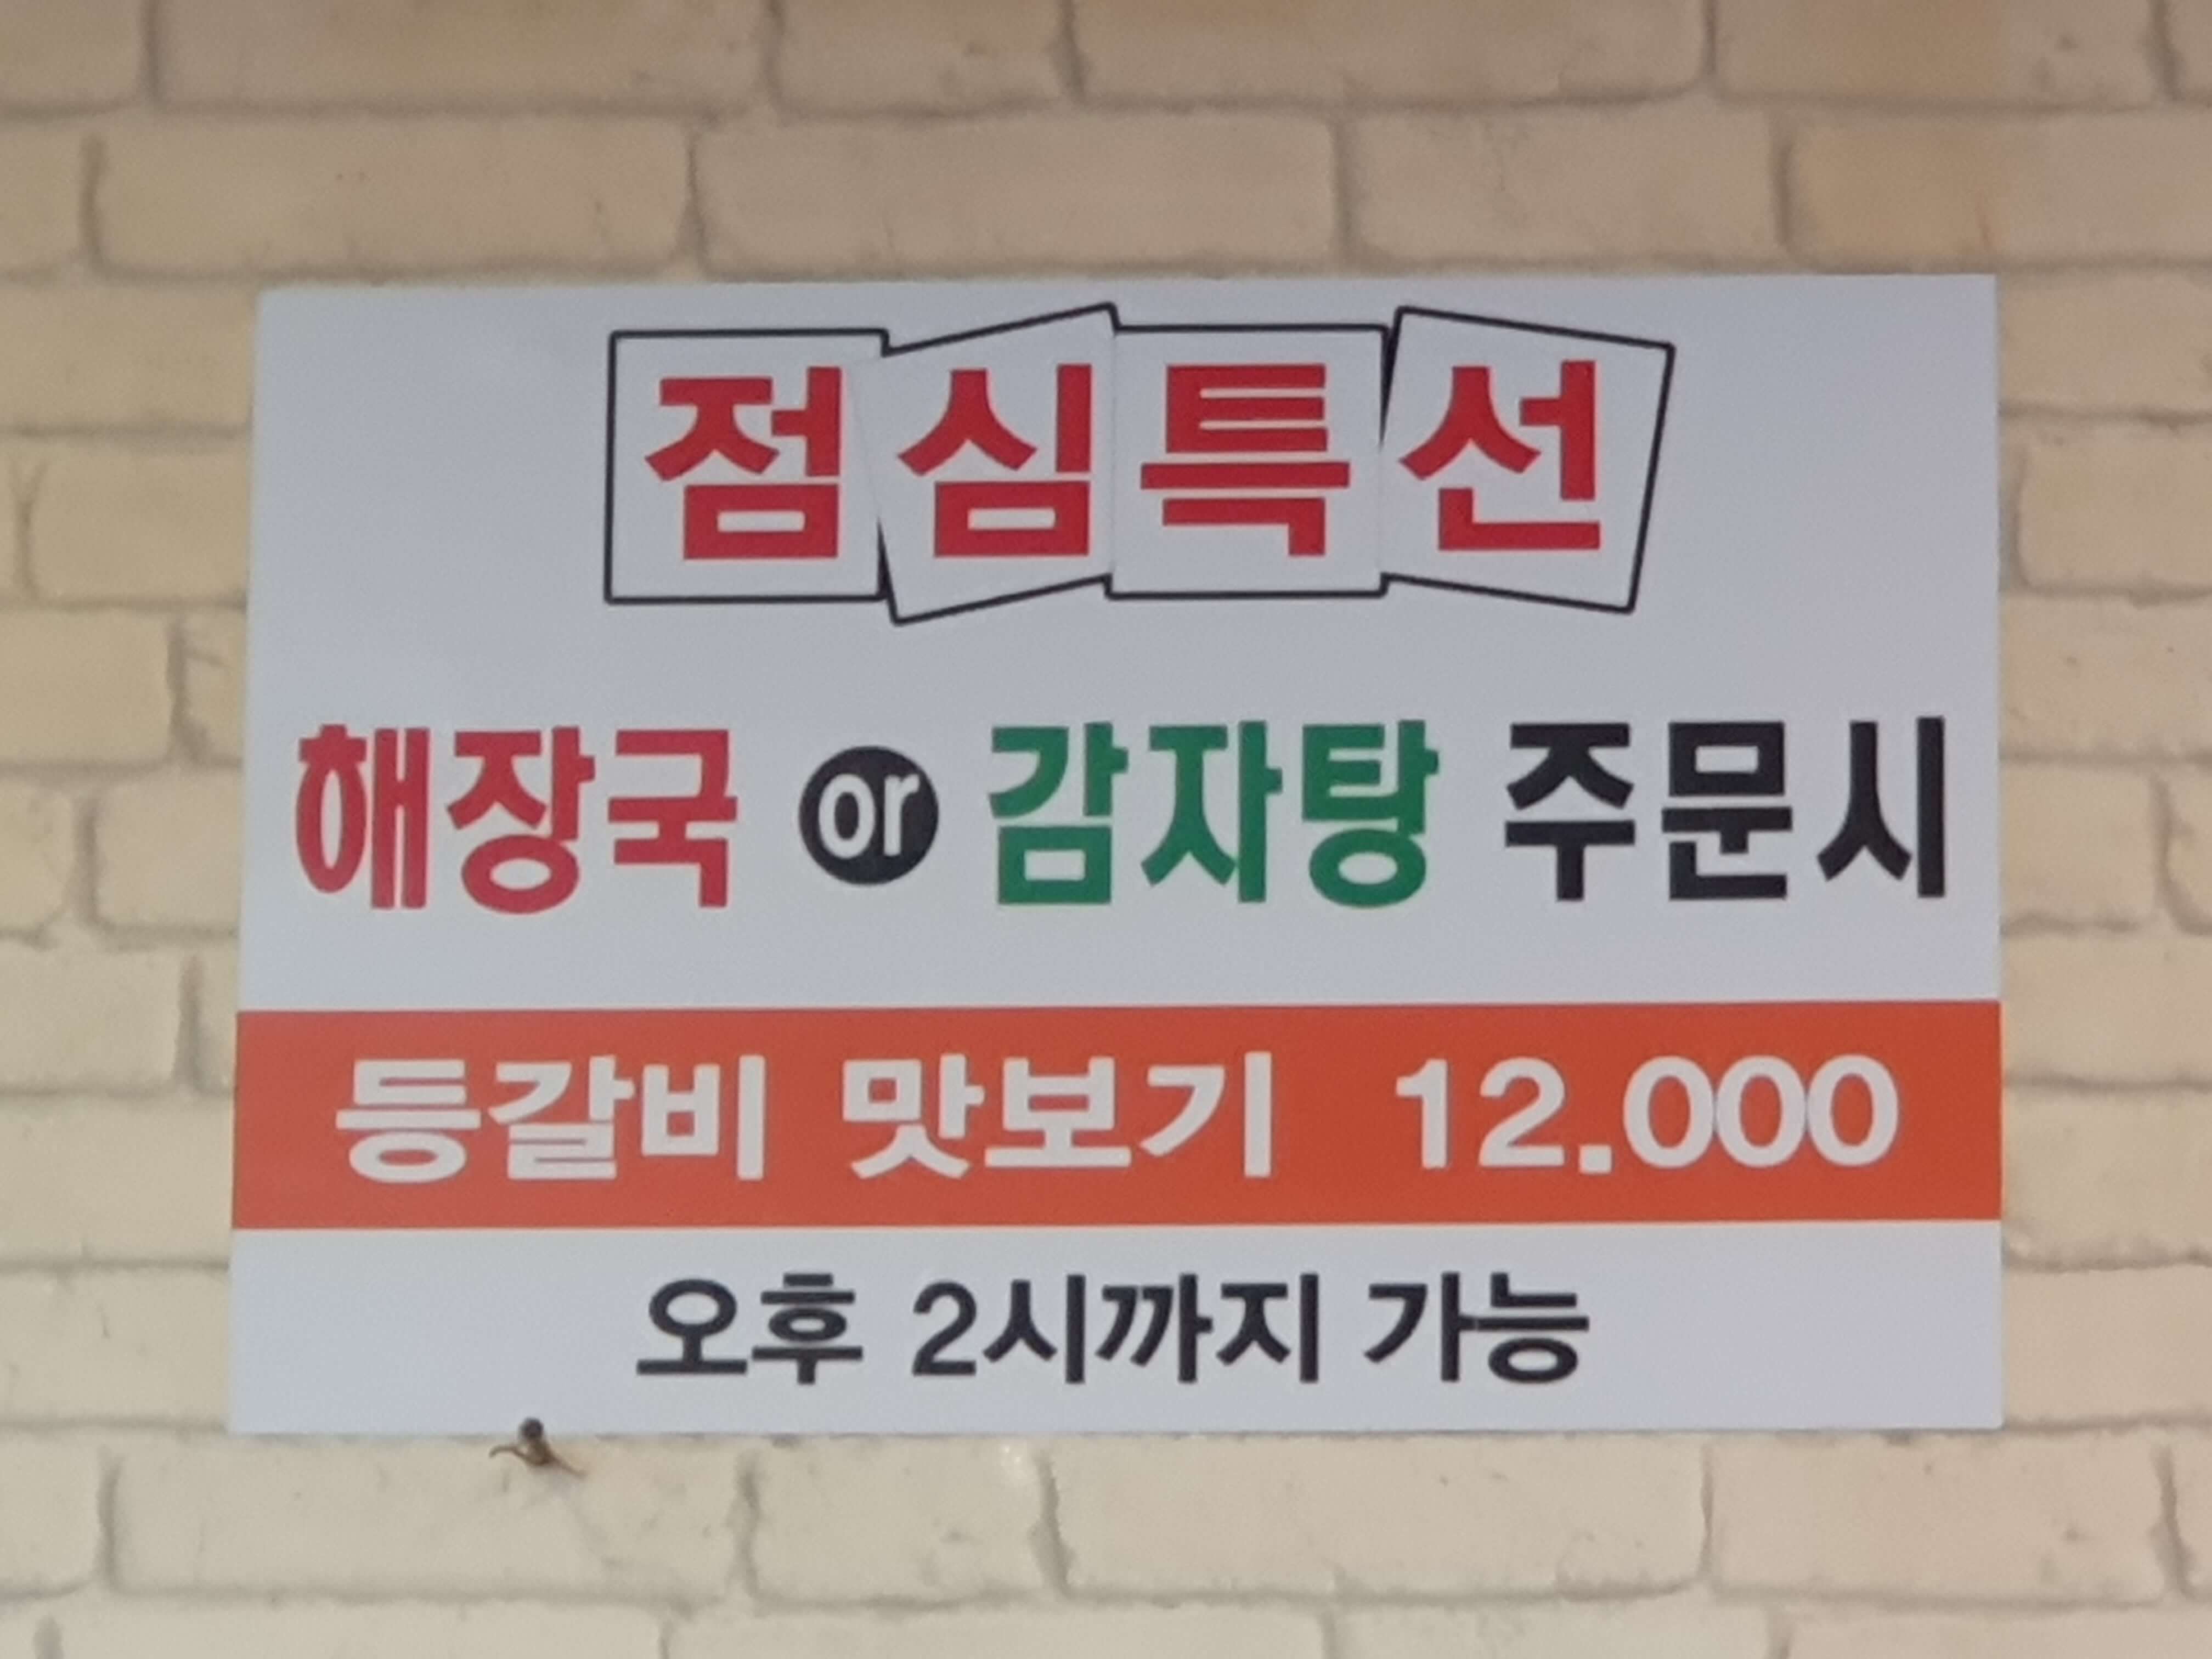 점심특선
해장국 or 감자탕 주문시
등갈비 맛보기 12.000
오후 2시까지 가능